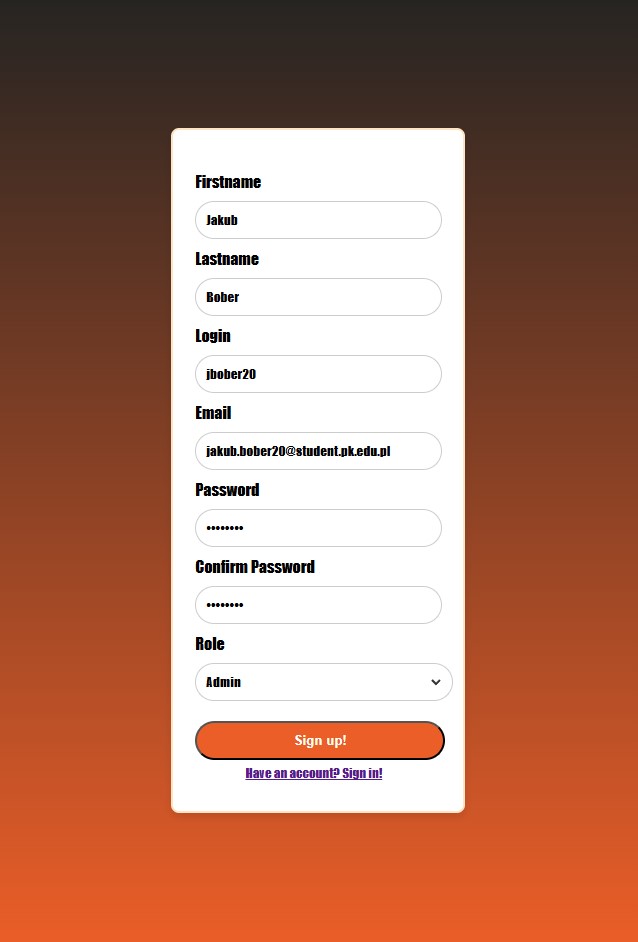 Firstname
Jakub
Lastname
Bober
Login
jbober20
Email
jakub.bober20@student.pk.edu.pl
Password
••••••••
Confirm Password
••••••••
Role
Admin
Sign up!
Have an account? Sign in!